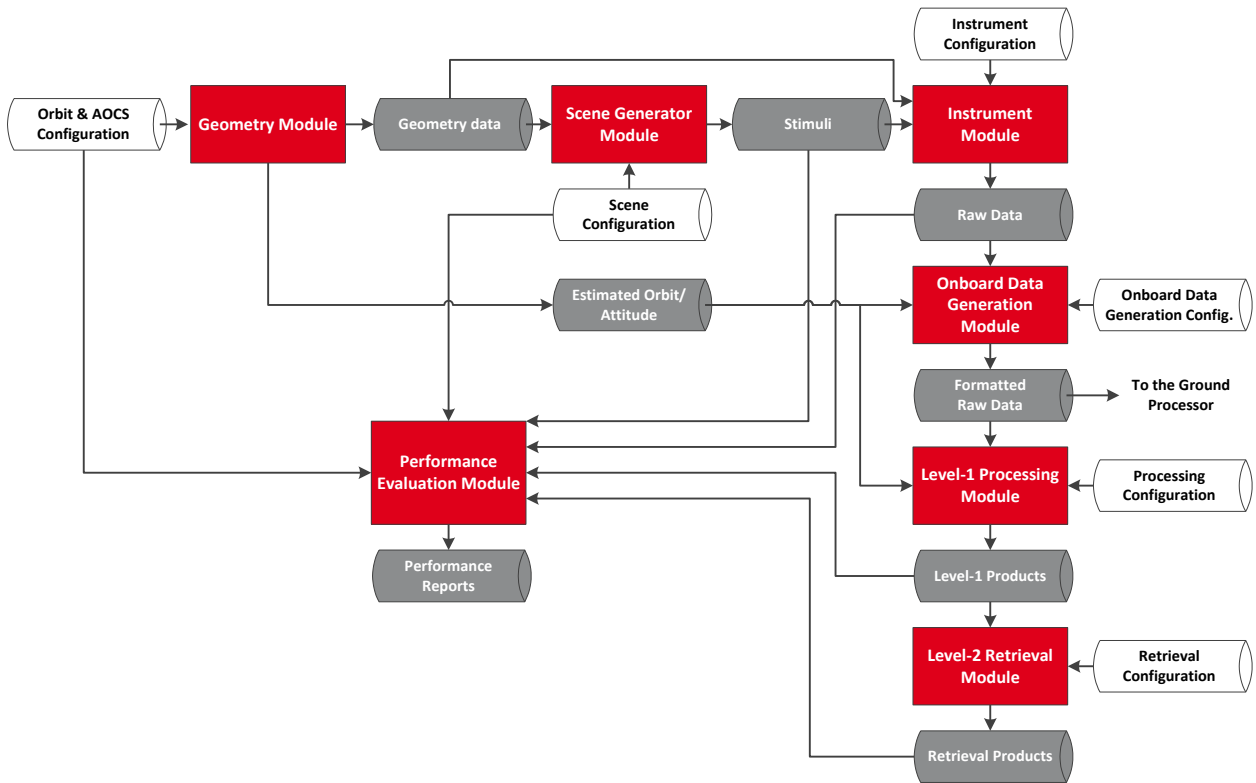 Instrument
Configuration
Orbit & AOCS
Configuration
Geometry Module
Geometry data
Scene Generator
Module
Stimuli
Instrument
Module
Scene
Configuration
Raw Data
Estimated Orbit/
Attitude
Onboard Data
Generation
Module
Onboard Data
Generation Config.
Formatted
Raw Data
To the Ground
Processor
Performance
Evaluation Module
Level-1 Processing
Module
Processing
Configuration
Performance
Reports
Level-1 Products
Level-2 Retrieval
Module
Retrieval
Configuration
Retrieval Products